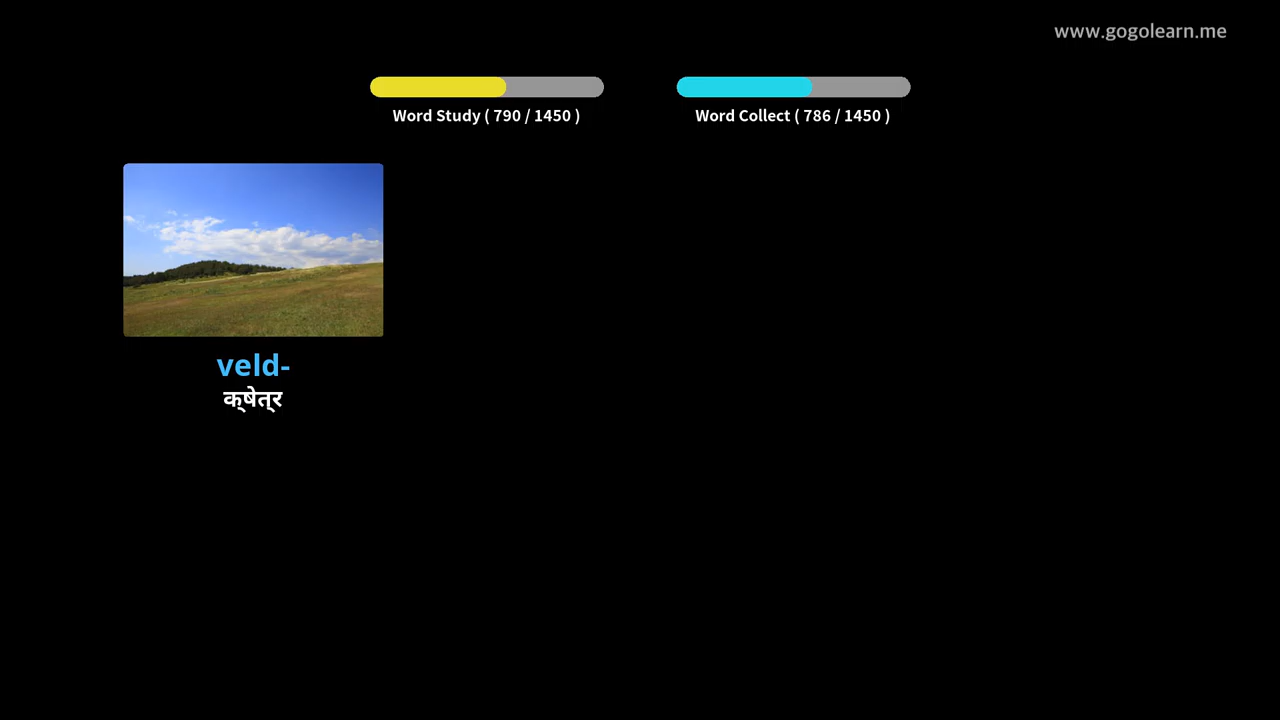 www.gogolearn.me
Word Study ( 790 / 1450 )
Word Collect ( 786 / 1450 )
veld-
क्षेत्र